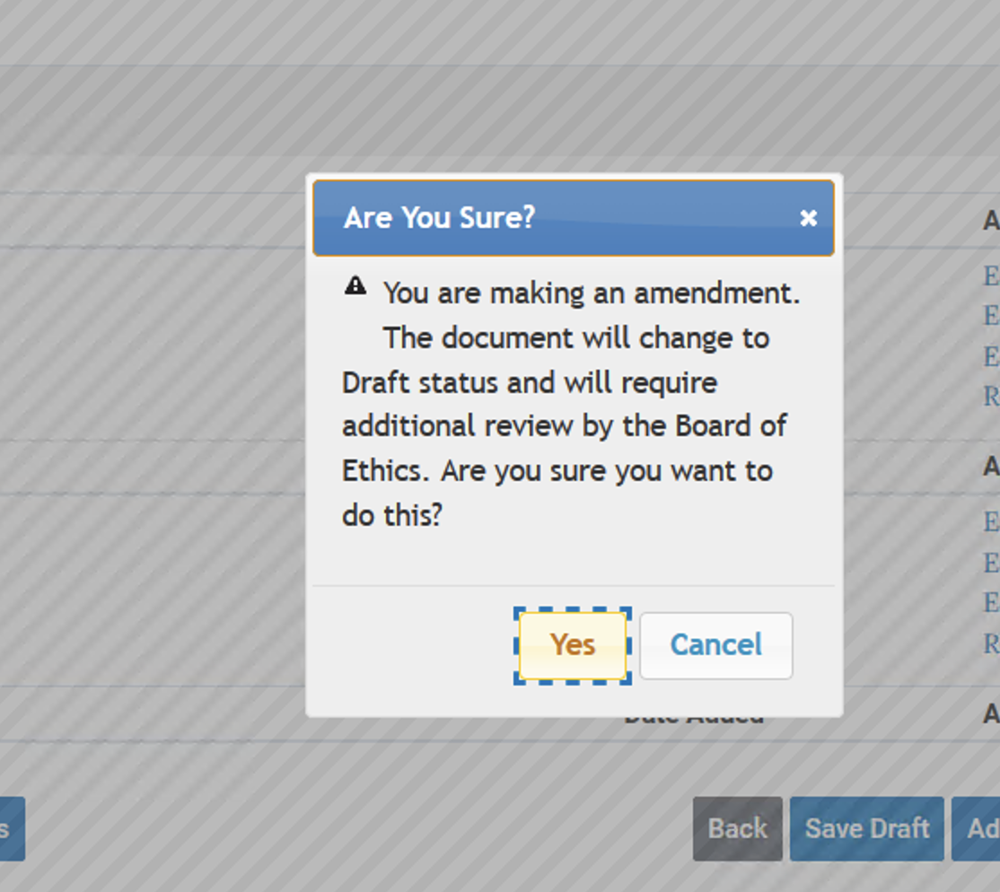 Are You Sure?
You are making an amendment.
The document will change to
Draft status and will require
additional review by the Board of
Ethics. Are you sure you want to
do this?
Yes Cancel
Date Added
Back Save Draft